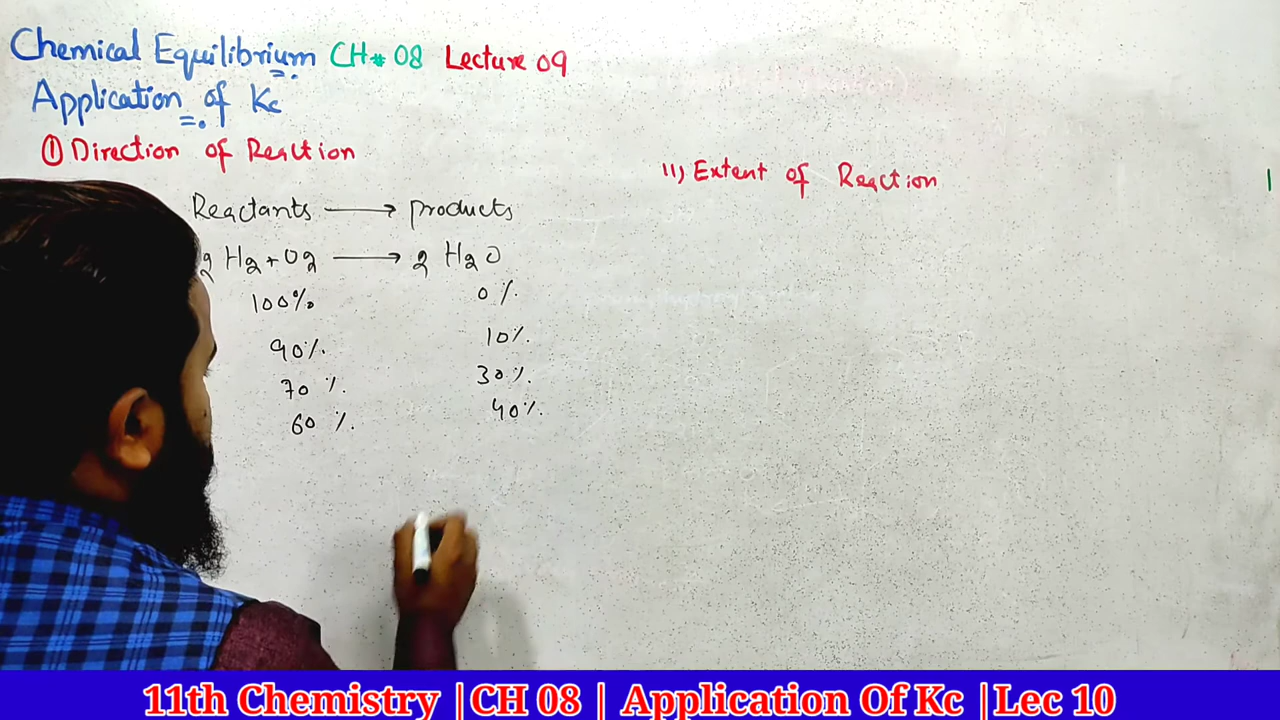 Chemical Equilibrium CH# 08 Lecture 09
Application of Kc
① Direction of Reaction
11) Extent of Reaction
Reactants ⟶ products
2 H2 + O2 ⟶ 2 H2O
100% 0%
90% 10%
70% 30%
60% 40%
11th Chemistry |CH 08 | Application Of Kc |Lec 10